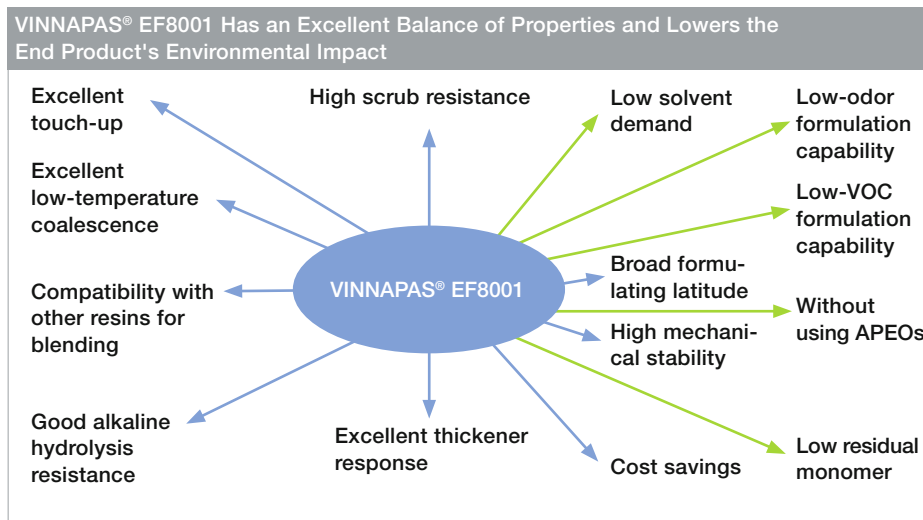 VINNAPAS® EF8001 Has an Excellent Balance of Properties and Lowers the
End Product's Environmental Impact
Excellent
touch-up
High scrub resistance
Low solvent
demand
Low-odor
formulation
capability
Excellent
low-temperature
coalescence
Low-VOC
formulation
capability
VINNAPAS® EF8001
Broad formu-
lating latitude
Compatibility with
other resins for
blending
Without
using APEOs
High mechani-
cal stability
Good alkaline
hydrolysis
resistance
Excellent thickener
response
Cost savings
Low residual
monomer